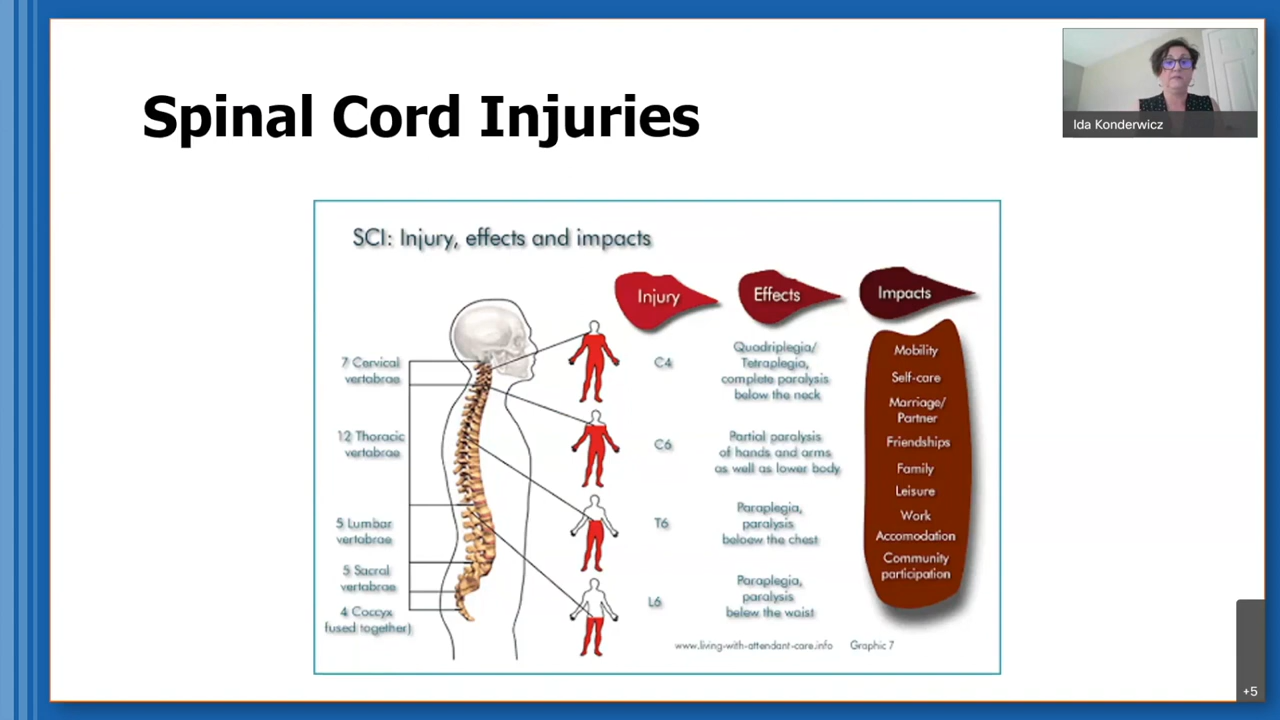 Spinal Cord Injuries
Ida Konderwicz
SCI: Injury, effects and impacts
Injury
Effects
Impacts
7 Cervical
vertabrae
12 Thoracic
vertabrae
5 Lumbar
vertabrae
5 Sacral
vertabrae
4 Coccyx
fused together)
C4
Quadriplegia/
Tetraplegia,
complete paralysis
below the neck
C6
Partial paralysis
of hands and arms
as well as lower body
T6
Paraplegia,
paralysis
beloew the chest
L6
Paraplegia,
paralysis
below the waist
Mobility
Self-care
Marriage/
Partner
Friendships
Family
Leisure
Work
Accomodation
Community
participation
www.living-with-attendant-care.info Graphic 7
+5